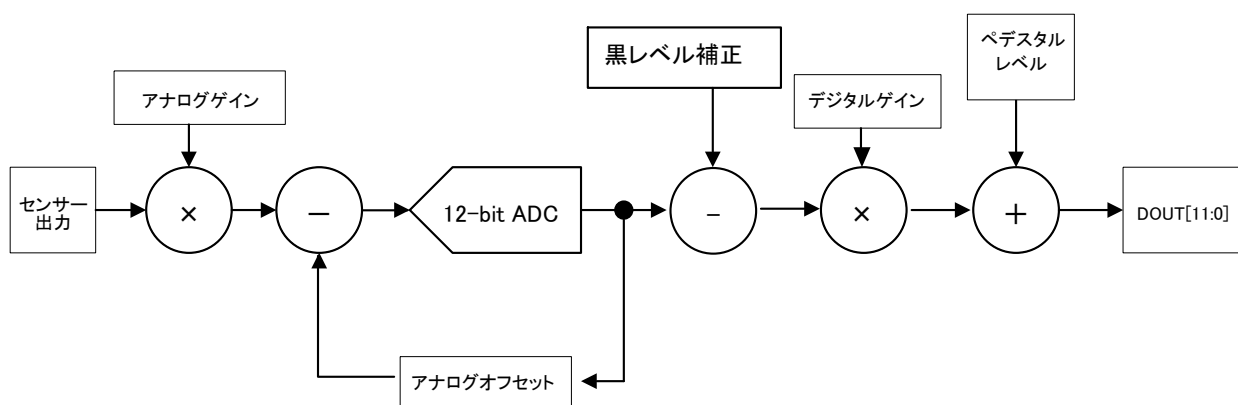 黒レベル補正
ペデスタル
レベル
アナログゲイン
デジタルゲイン
センサー
出力
×
−
12-bit ADC
-
×
+
DOUT[11:0]
アナログオフセット